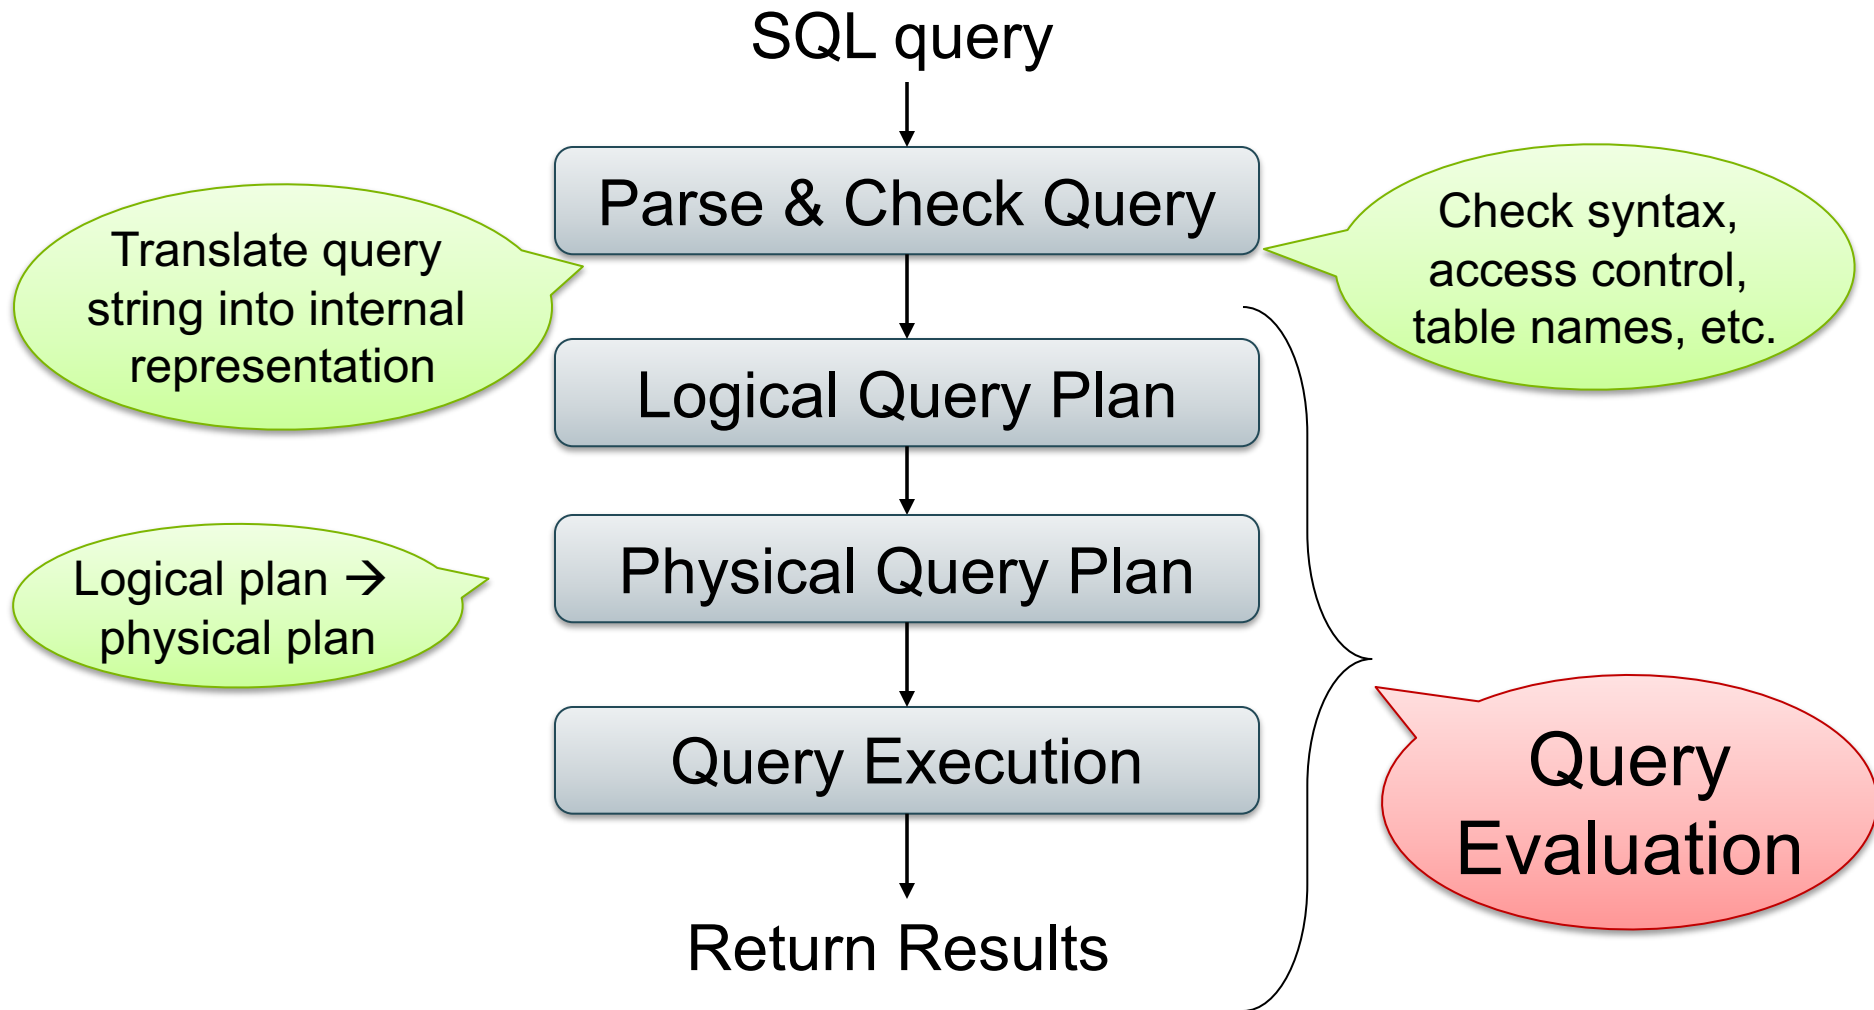 SQL query
Parse & Check Query
Translate query
string into internal
representation
Check syntax,
access control,
table names, etc.
Logical Query Plan
Physical Query Plan
Logical plan →
physical plan
Query Execution
Query
Evaluation
Return Results